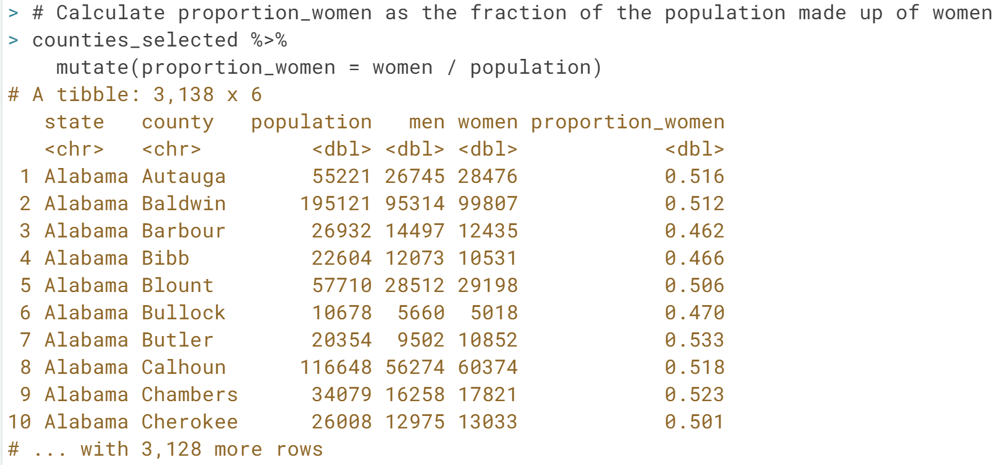 > # Calculate proportion_women as the fraction of the population made up of women
> counties_selected %>%
    mutate(proportion_women = women / population)
# A tibble: 3,138 x 6
   state   county   population   men women proportion_women
   <chr>   <chr>         <dbl> <dbl> <dbl>            <dbl>
 1 Alabama Autauga       55221 26745 28476            0.516
 2 Alabama Baldwin      195121 95314 99807            0.512
 3 Alabama Barbour       26932 14497 12435            0.462
 4 Alabama Bibb          22604 12073 10531            0.466
 5 Alabama Blount        57710 28512 29198            0.506
 6 Alabama Bullock       10678  5660  5018            0.470
 7 Alabama Butler        20354  9502 10852            0.533
 8 Alabama Calhoun      116648 56274 60374            0.518
 9 Alabama Chambers      34079 16258 17821            0.523
10 Alabama Cherokee      26008 12975 13033            0.501
# ... with 3,128 more rows